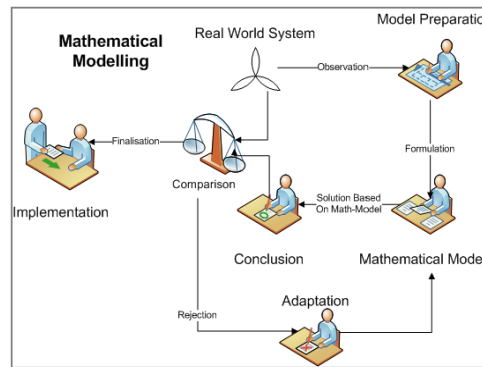 Mathematical
Modelling
Real World System
Model Preparatio
Observation
Finalisation
Formulation
Comparison
Implementation
Solution Based
On Math-Model
Conclusion
Mathematical Mode
Rejection
Adaptation